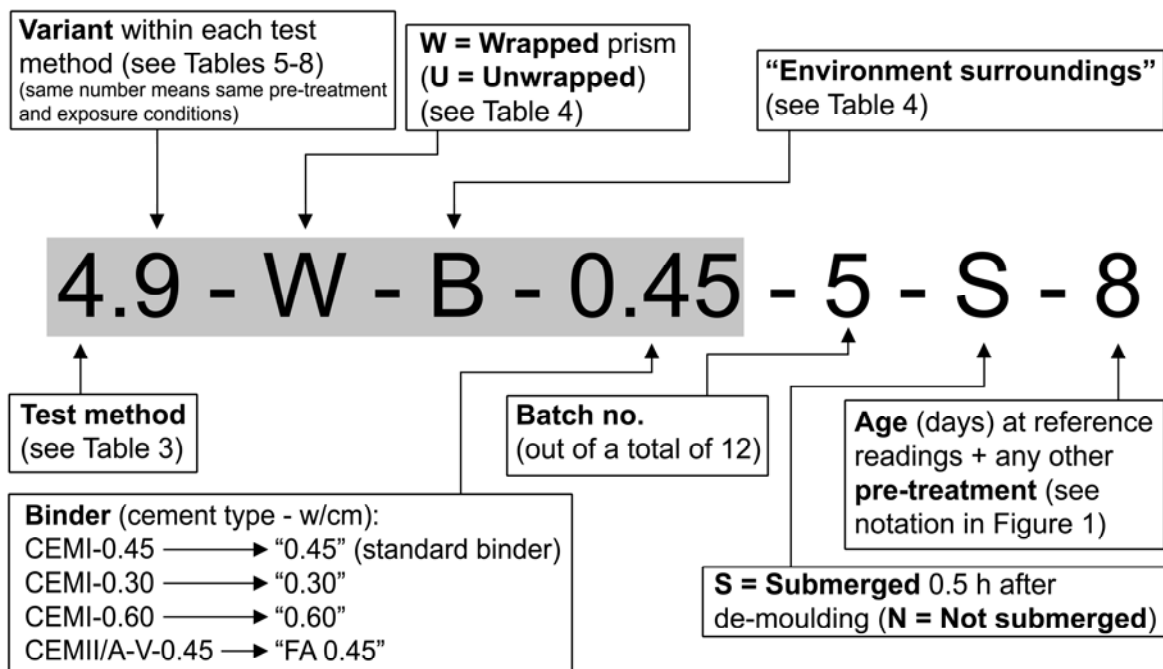 Variant within each test
method (see Tables 5-8)
(same number means same pre-treatment
and exposure conditions)
W = Wrapped prism
(U = Unwrapped)
(see Table 4)
“Environment surroundings”
(see Table 4)
4.9 - W - B - 0.45 - 5 - S - 8
Test method
(see Table 3)
Batch no.
(out of a total of 12)
Age (days) at reference
readings + any other
pre-treatment (see
notation in Figure 1)
Binder (cement type - w/cm):
CEMI-0.45 “0.45” (standard binder)
CEMI-0.30 “0.30”
CEMI-0.60 “0.60”
CEMII/A-V-0.45 “FA 0.45”
S = Submerged 0.5 h after
de-moulding (N = Not submerged)